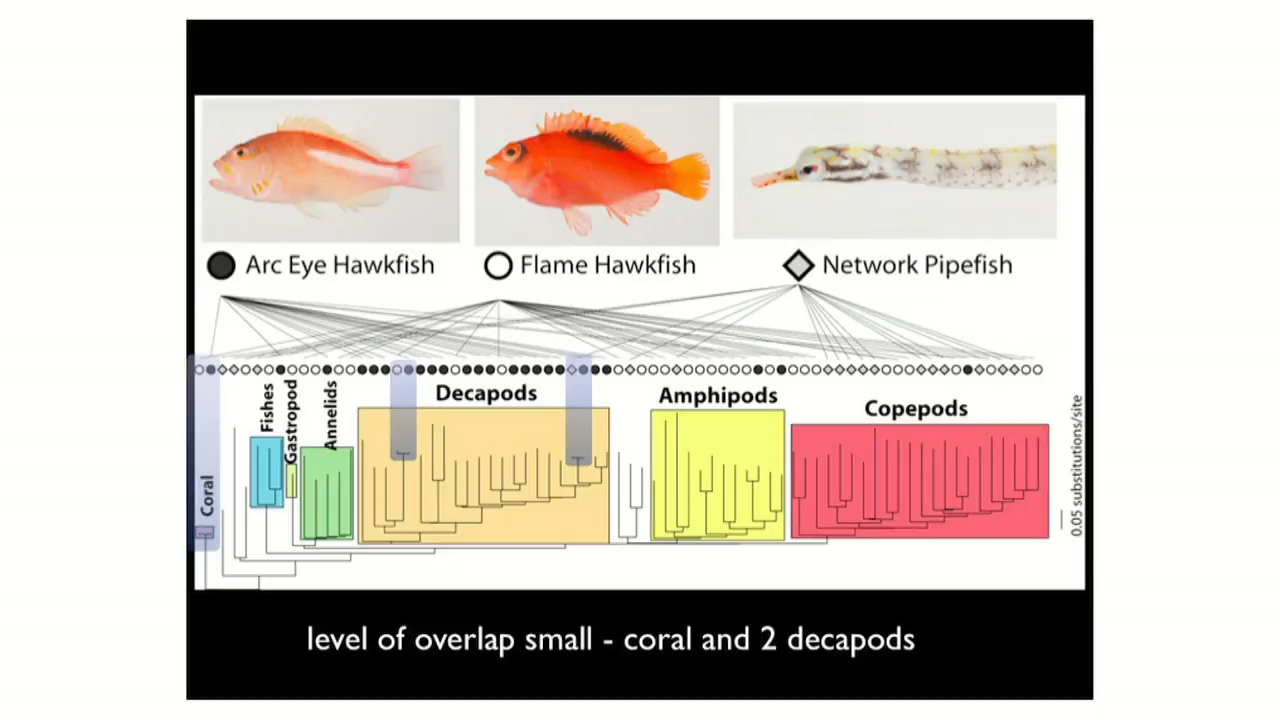 Arc Eye Hawkfish
Flame Hawkfish
Network Pipefish
Coral
Fishes
Gastropod
Annelids
Decapods
Amphipods
Copepods
0.05 substitutions/site
level of overlap small - coral and 2 decapods